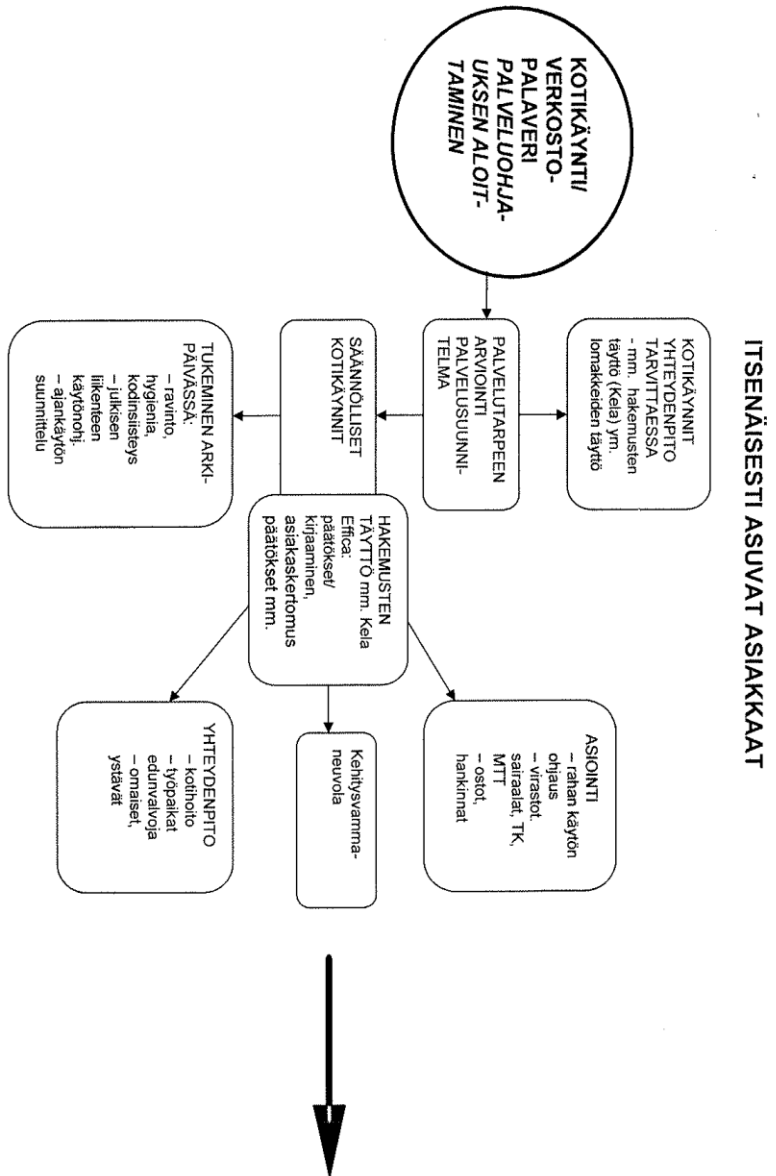 ITSENÄISESTI ASUVAT ASIAKKAAT
KOTIKÄYNTI/
VERKOSTO-
PALAVERI
PALVELUOHJA-
UKSEN ALOIT-
TAMINEN
KOTIKÄYNNIT
YHTEYDENPITO
TARVITTAESSA
- mm. hakemusten
täyttö (Kela) ym.
lomakkeiden täyttö
PALVELUTARPEEN
ARVIOINTI
PALVELUSUUNNI-
TELMA
SÄÄNNÖLLISET
KOTIKÄYNNIT
TUKEMINEN ARKI-
PÄIVÄSSÄ:
– ravinto,
hygienia,
kodinsiisteys
– julkisen
liikenteen
käytönohj.
– ajankäytön
suunnittelu
HAKEMUSTEN
TÄYTTÖ mm. Kela
Effica:
päätökset/
kirjaaminen,
asiakaskertomus
päätökset mm.
ASIOINTI
– rahan käytön
ohjaus
– virastot.
sairaalat, TK,
MTT
– ostot,
hankinnat
Kehitysvamma-
neuvola
YHTEYDENPITO
– kotihoito
– työpaikat
edunvalvoja
– omaiset,
ystävät